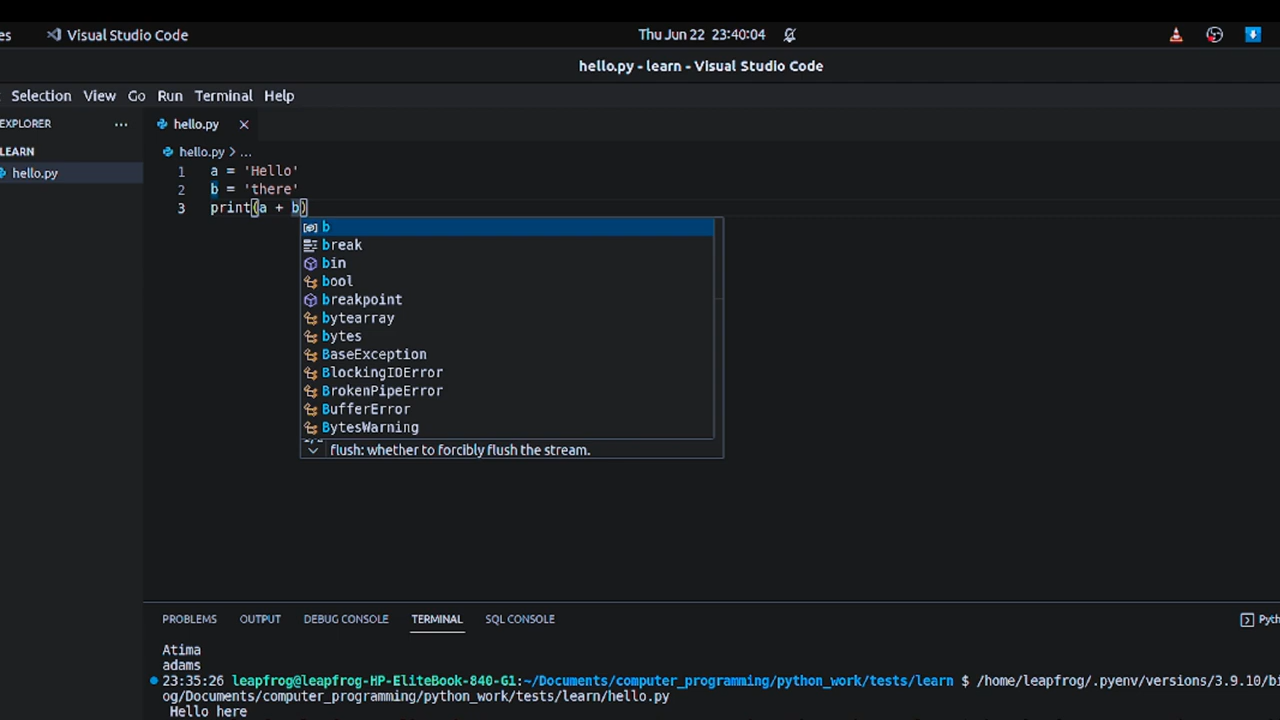 es Visual Studio Code Thu Jun 22 23:40:04
hello.py - learn - Visual Studio Code
Selection View Go Run Terminal Help
EXPLORER ... hello.py ×
LEARN hello.py > ...
hello.py
1 a = 'Hello'
2 b = 'there'
3 print(a + b)
b
break
bin
bool
breakpoint
bytearray
bytes
BaseException
BlockingIOError
BrokenPipeError
BufferError
BytesWarning
flush: whether to forcibly flush the stream.
PROBLEMS OUTPUT DEBUG CONSOLE TERMINAL SQL CONSOLE Pyth
Atima
adams
23:35:26 leapfrog@leapfrog-HP-EliteBook-840-G1:~/Documents/computer_programming/python_work/tests/learn $ /home/leapfrog/.pyenv/versions/3.9.10/bi
og/Documents/computer_programming/python_work/tests/learn/hello.py
Hello here